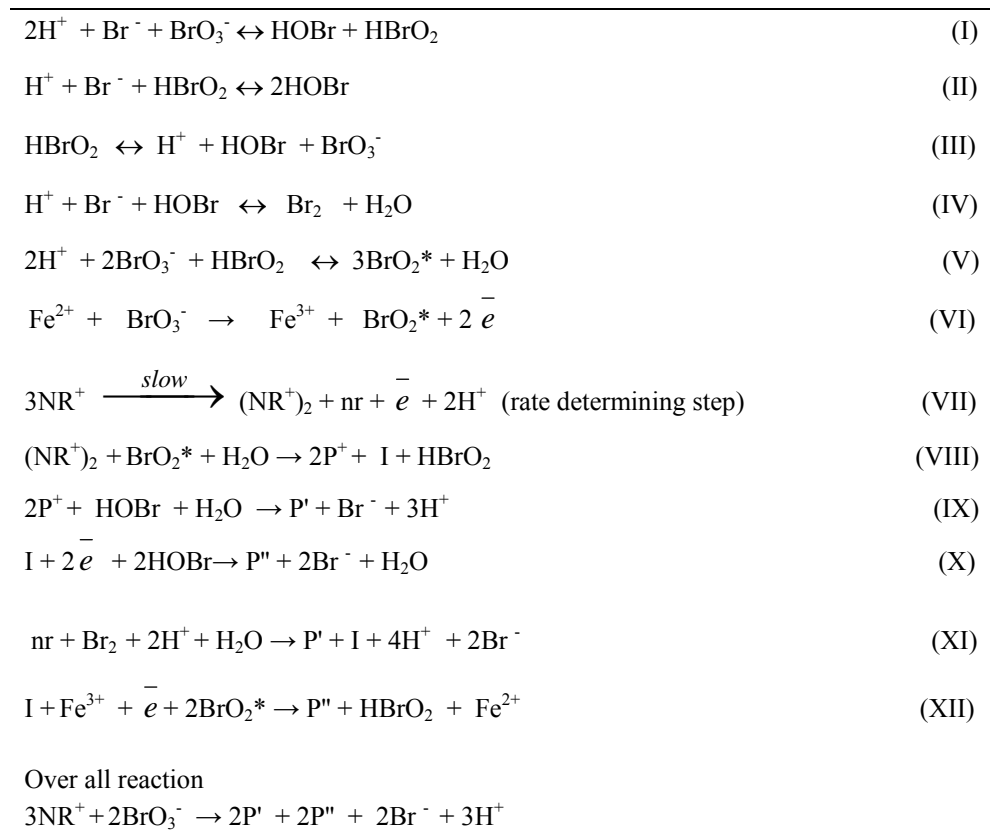 2H⁺ + Br⁻ + BrO₃⁻ ↔ HOBr + HBrO₂ (I)
H⁺ + Br⁻ + HBrO₂ ↔ 2HOBr (II)
HBrO₂ ↔ H⁺ + HOBr + BrO₃⁻ (III)
H⁺ + Br⁻ + HOBr ↔ Br₂ + H₂O (IV)
2H⁺ + 2BrO₃⁻ + HBrO₂ ↔ 3BrO₂* + H₂O (V)
Fe²⁺ + BrO₃⁻ → Fe³⁺ + BrO₂* + 2 e̅ (VI)
3NR⁺ slow→ (NR⁺)₂ + nr + e̅ + 2H⁺ (rate determining step) (VII)
(NR⁺)₂ + BrO₂* + H₂O → 2P⁺ + I + HBrO₂ (VIII)
2P⁺ + HOBr + H₂O → P' + Br⁻ + 3H⁺ (IX)
I + 2 e̅ + 2HOBr → P" + 2Br⁻ + H₂O (X)
nr + Br₂ + 2H⁺ + H₂O → P' + I + 4H⁺ + 2Br⁻ (XI)
I + Fe³⁺ + e̅ + 2BrO₂* → P" + HBrO₂ + Fe²⁺ (XII)
Over all reaction
3NR⁺ + 2BrO₃⁻ → 2P' + 2P" + 2Br⁻ + 3H⁺